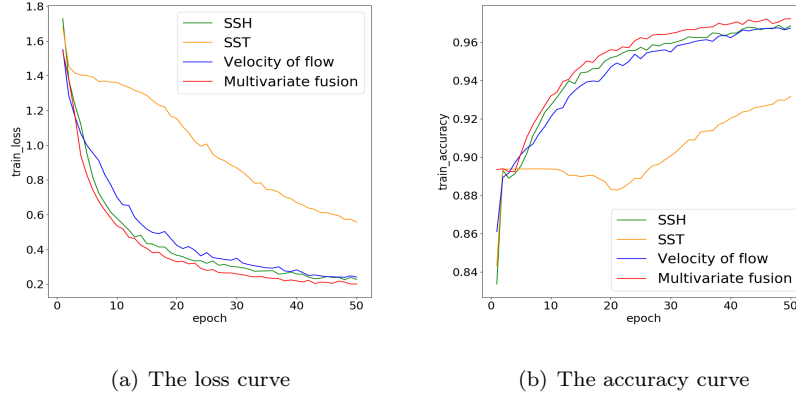 1.8
1.6
1.4
1.2
1.0
0.8
0.6
0.4
0.2
train_loss
0
10
20
30
40
50
epoch
SSH
SST
Velocity of flow
Multivariate fusion
(a) The loss curve
0.96
0.94
0.92
0.90
0.88
0.86
0.84
train_accuracy
0
10
20
30
40
50
epoch
SSH
SST
Velocity of flow
Multivariate fusion
(b) The accuracy curve